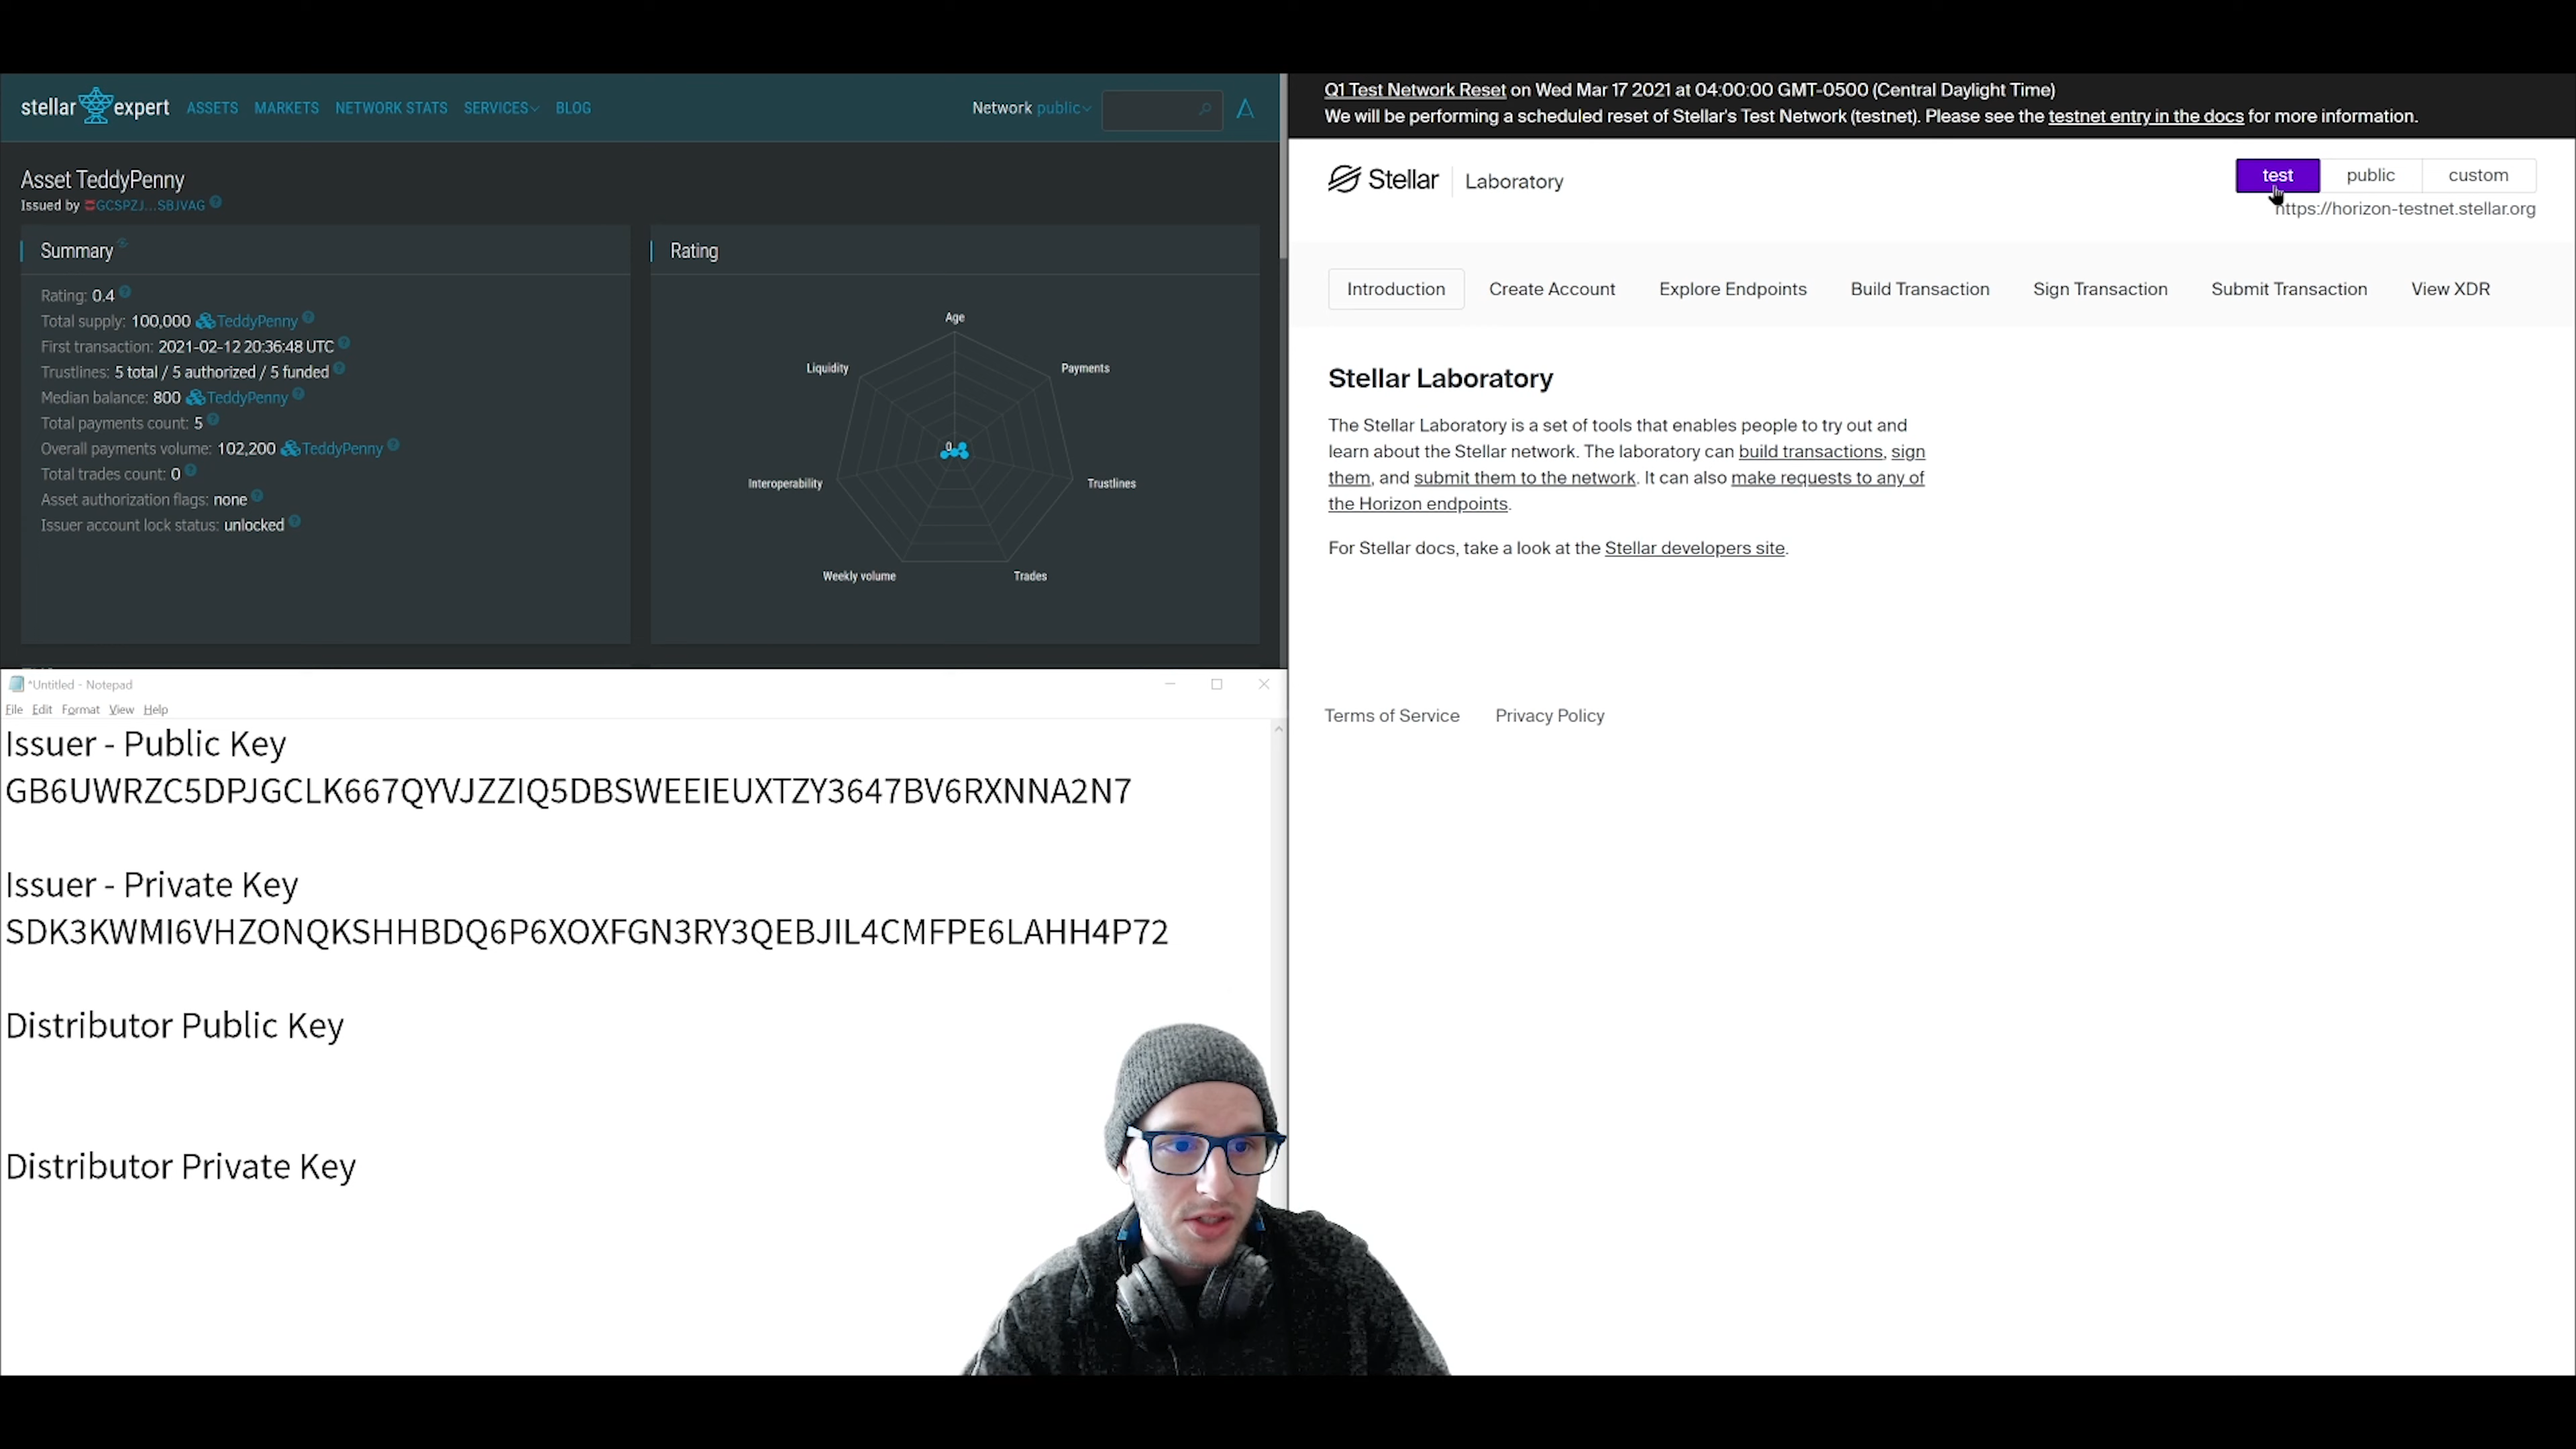 stellar expert ASSETS MARKETS NETWORK STATS SERVICES BLOG Network public
Asset TeddyPenny
Issued by GCSPZJ...SBJVAG
Summary
Rating: 0.4
Total supply: 100,000 TeddyPenny
First transaction: 2021-02-12 20:36:48 UTC
Trustlines: 5 total / 5 authorized / 5 funded
Median balance: 800 TeddyPenny
Total payments count: 5
Overall payments volume: 102,200 TeddyPenny
Total trades count: 0
Asset authorization flags: none
Issuer account lock status: unlocked
Rating
Age
Liquidity
Payments
0
Interoperability
Trustlines
Weekly volume
Trades
*Untitled - Notepad
File Edit Format View Help
Issuer - Public Key
GB6UWRZC5DPJGCLK667QYVJZZIQ5DBSWEEIEUXTZY3647BV6RXNNA2N7
Issuer - Private Key
SDK3KWMI6VHZONQKSHHBDQ6P6XOXFGN3RY3QEBJIL4CMFPE6LAHH4P72
Distributor Public Key
Distributor Private Key
Q1 Test Network Reset on Wed Mar 17 2021 at 04:00:00 GMT-0500 (Central Daylight Time)
We will be performing a scheduled reset of Stellar's Test Network (testnet). Please see the testnet entry in the docs for more information.
Stellar Laboratory
test public custom
https://horizon-testnet.stellar.org
Introduction Create Account Explore Endpoints Build Transaction Sign Transaction Submit Transaction View XDR
Stellar Laboratory
The Stellar Laboratory is a set of tools that enables people to try out and
learn about the Stellar network. The laboratory can build transactions, sign
them, and submit them to the network. It can also make requests to any of
the Horizon endpoints.
For Stellar docs, take a look at the Stellar developers site.
Terms of Service Privacy Policy